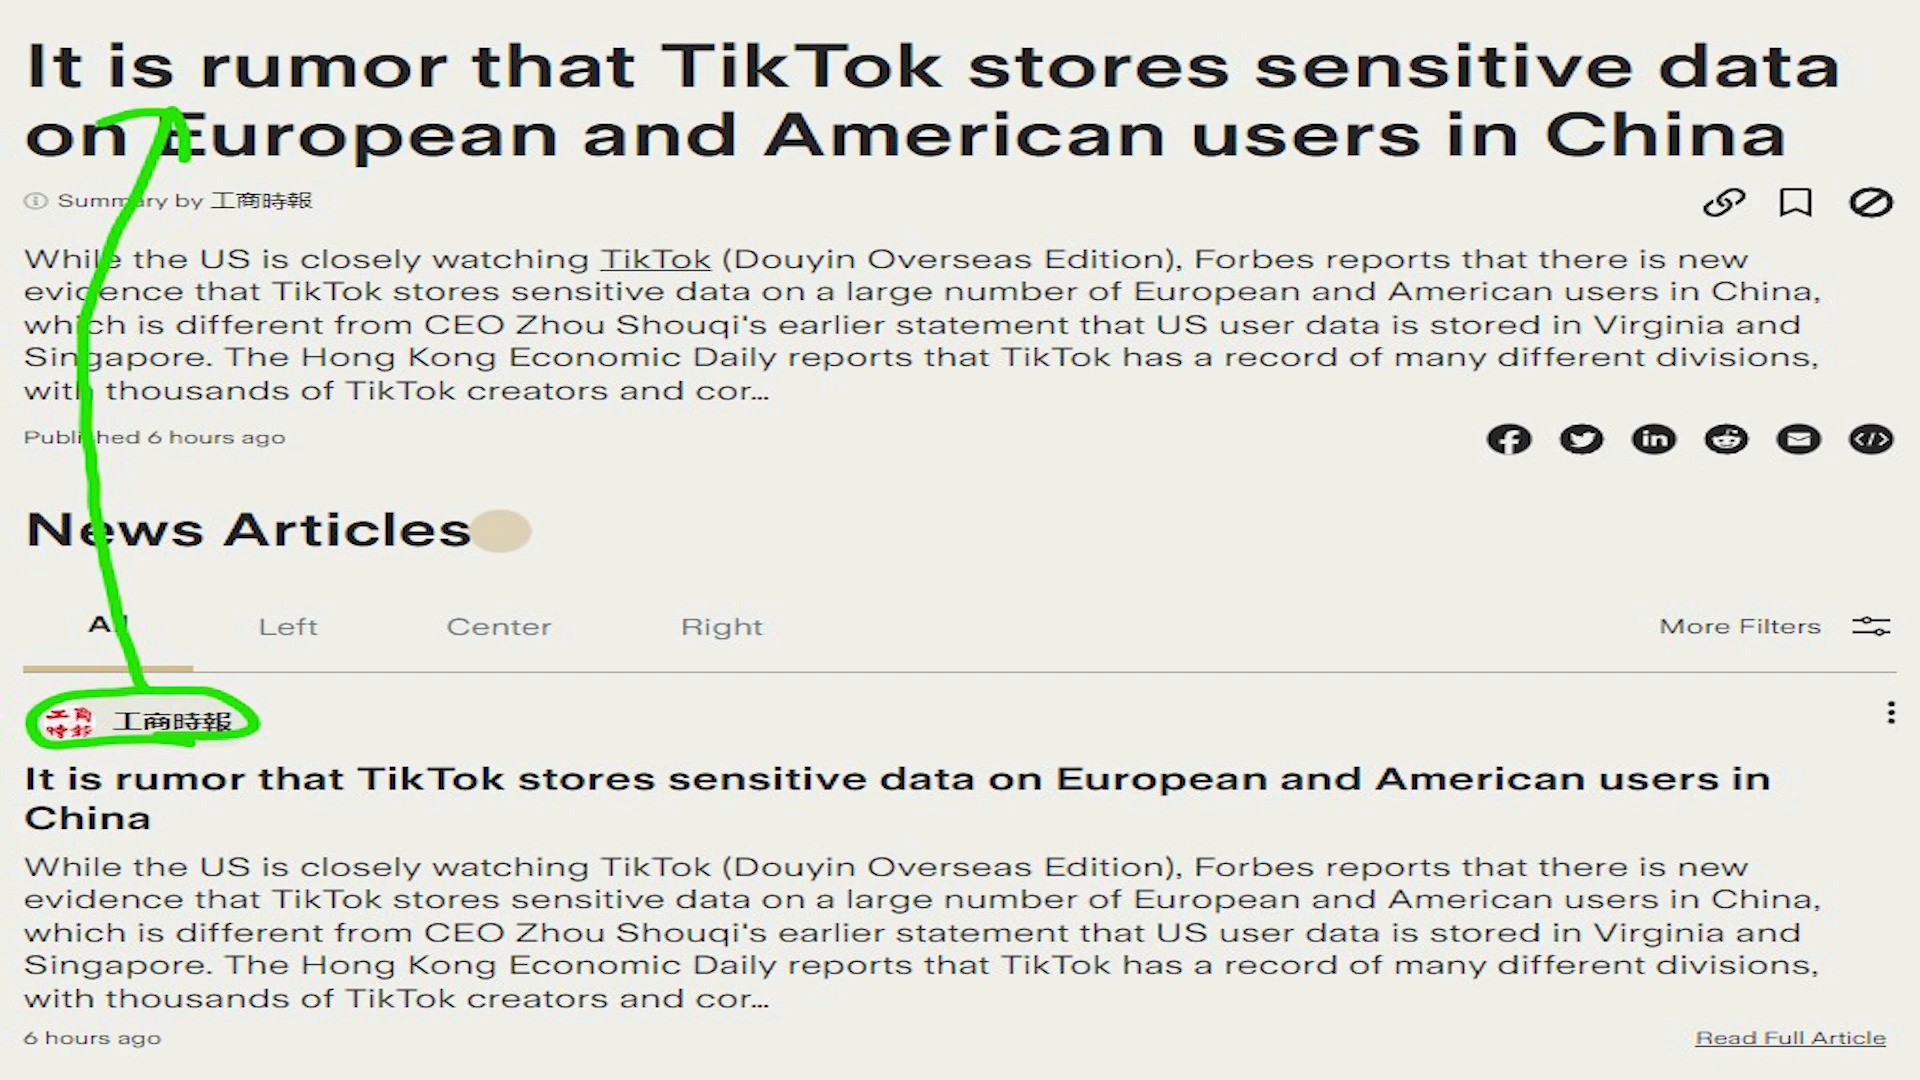 It is rumor that TikTok stores sensitive data
on European and American users in China
Summary by 工商時報
While the US is closely watching TikTok (Douyin Overseas Edition), Forbes reports that there is new
evidence that TikTok stores sensitive data on a large number of European and American users in China,
which is different from CEO Zhou Shouqi's earlier statement that US user data is stored in Virginia and
Singapore. The Hong Kong Economic Daily reports that TikTok has a record of many different divisions,
with thousands of TikTok creators and cor...
Published 6 hours ago
News Articles
All
Left
Center
Right
More Filters
工商
時報
工商時報
It is rumor that TikTok stores sensitive data on European and American users in
China
While the US is closely watching TikTok (Douyin Overseas Edition), Forbes reports that there is new
evidence that TikTok stores sensitive data on a large number of European and American users in China,
which is different from CEO Zhou Shouqi's earlier statement that US user data is stored in Virginia and
Singapore. The Hong Kong Economic Daily reports that TikTok has a record of many different divisions,
with thousands of TikTok creators and cor...
6 hours ago
Read Full Article